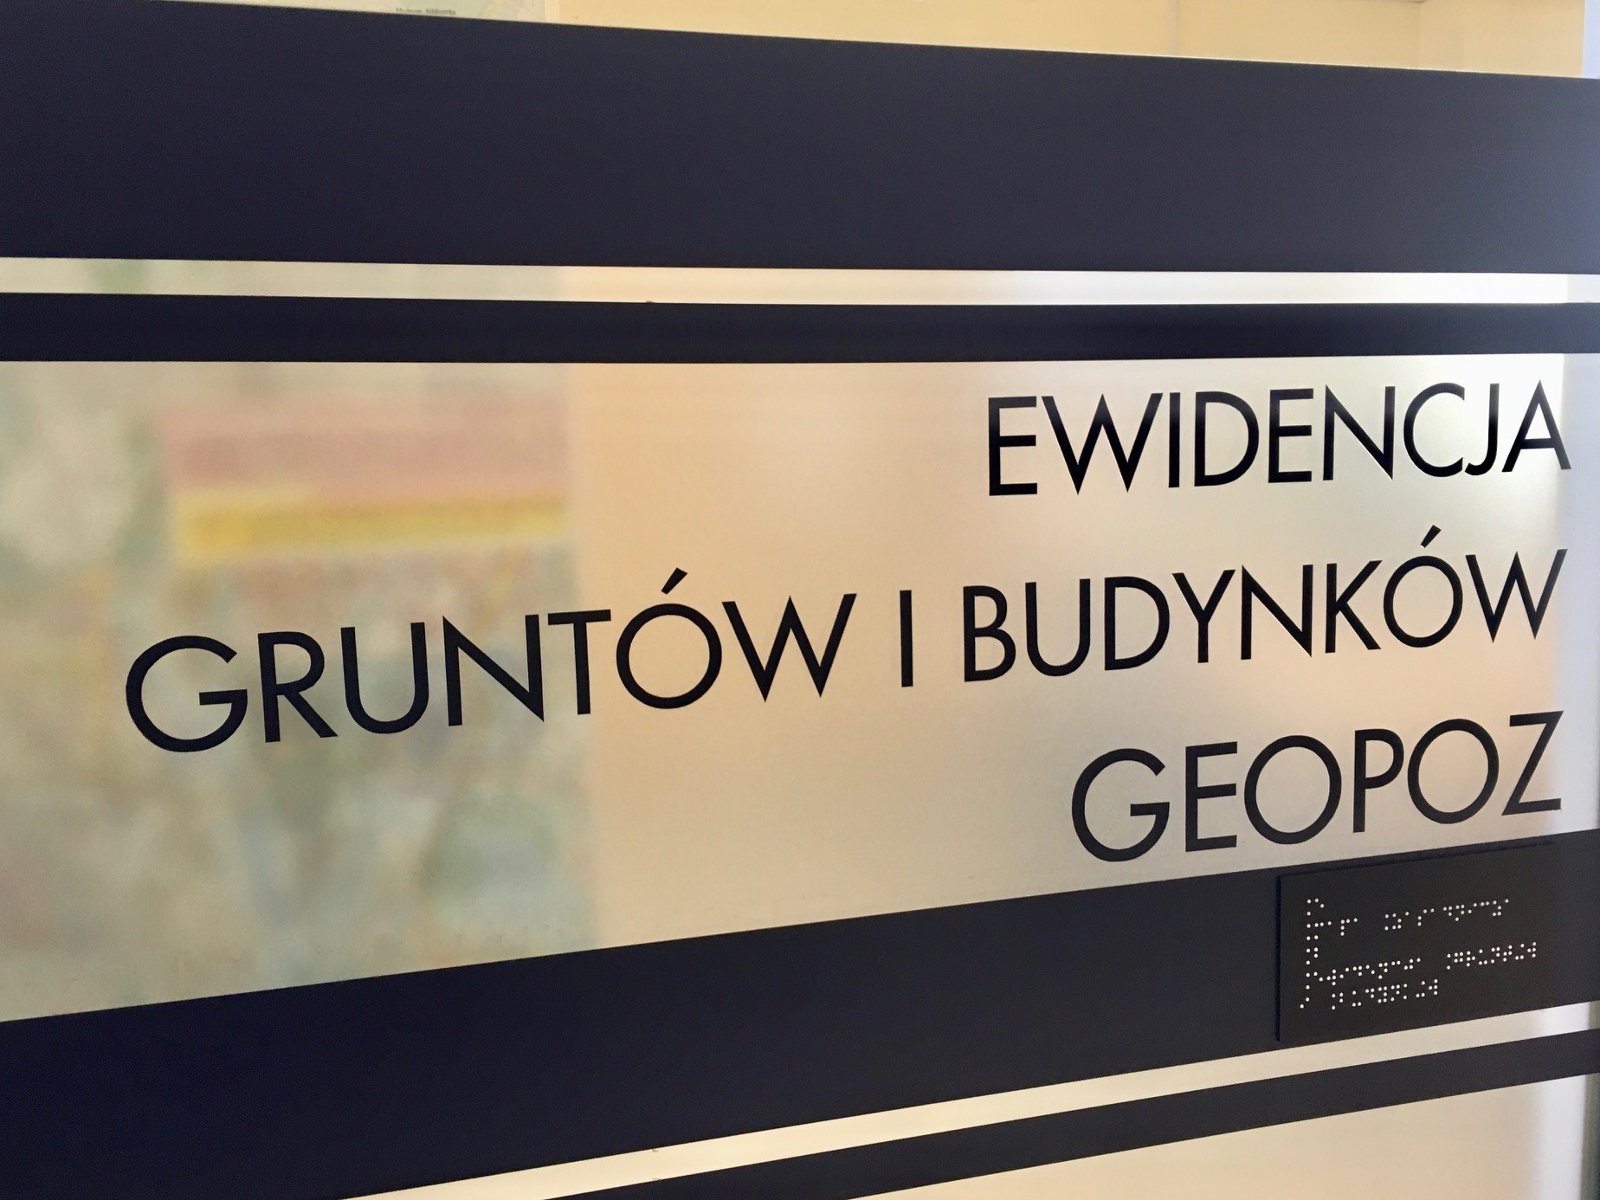 EWIDENCJA
GRUNTÓW I BUDYNKÓW
GEOPOZ